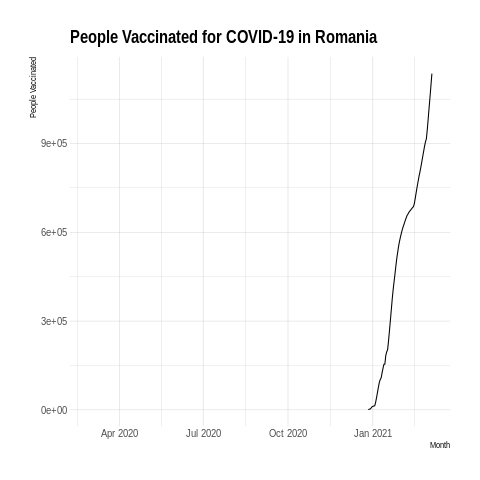 People Vaccinated for COVID-19 in Romania
People Vaccinated
9e+05
6e+05
3e+05
0e+00
Apr 2020 Jul 2020 Oct 2020 Jan 2021
Month